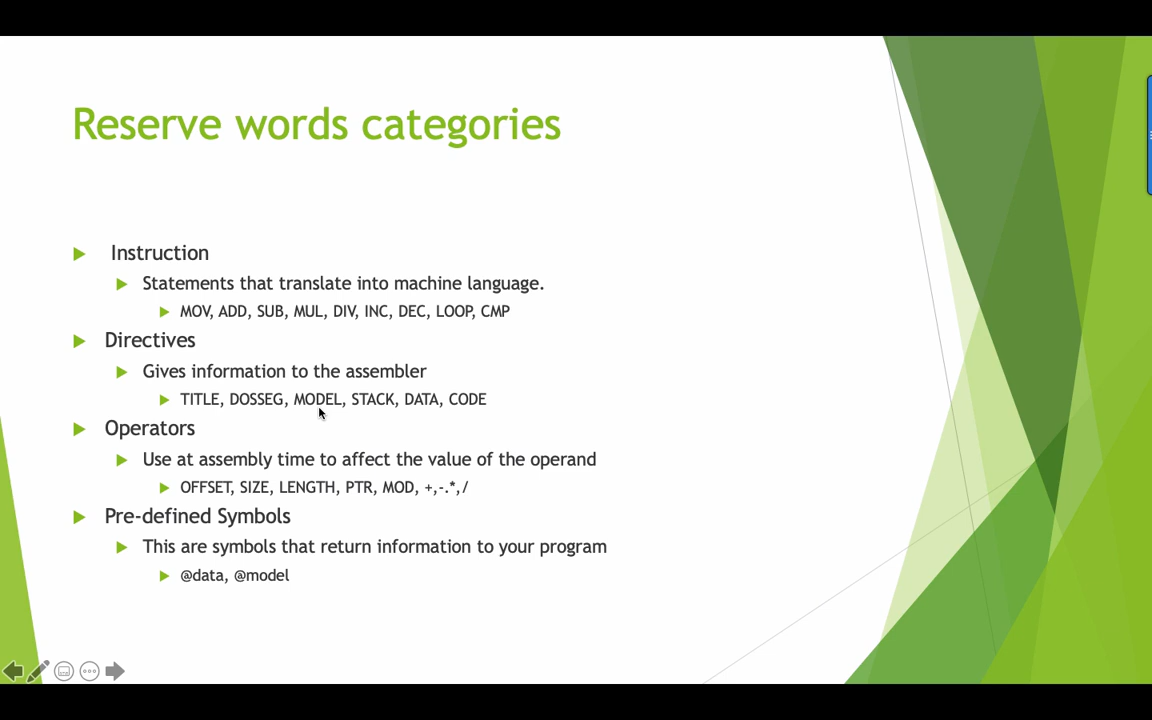 Reserve words categories
Instruction
Statements that translate into machine language.
MOV, ADD, SUB, MUL, DIV, INC, DEC, LOOP, CMP
Directives
Gives information to the assembler
TITLE, DOSSEG, MODEL, STACK, DATA, CODE
Operators
Use at assembly time to affect the value of the operand
OFFSET, SIZE, LENGTH, PTR, MOD, +,-.*,/
Pre-defined Symbols
This are symbols that return information to your program
@data, @model